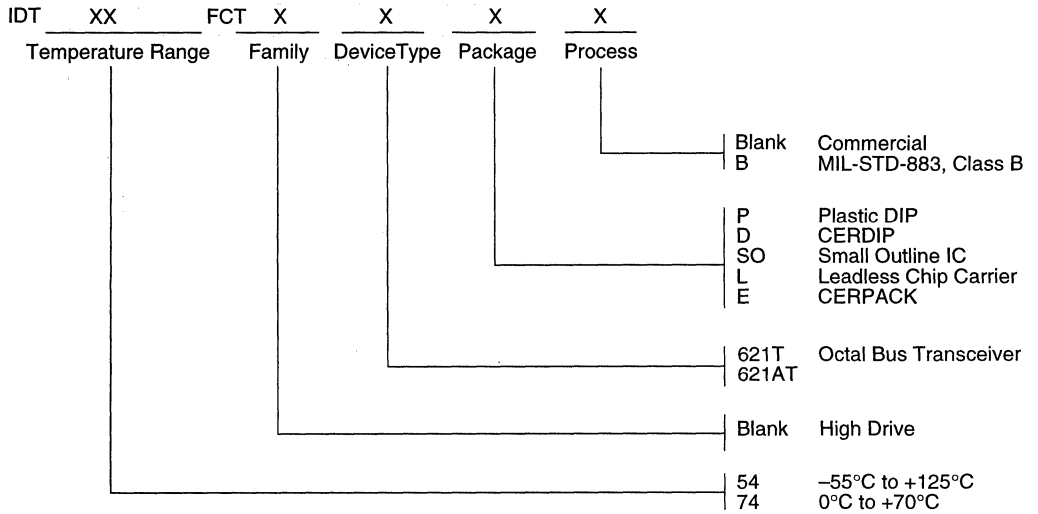 IDT XX FCT X X X X
Temperature Range Family DeviceType Package Process
Blank Commercial
B MIL-STD-883, Class B
P Plastic DIP
D CERDIP
SO Small Outline IC
L Leadless Chip Carrier
E CERPACK
621T Octal Bus Transceiver
621AT
Blank High Drive
54 –55°C to +125°C
74 0°C to +70°C